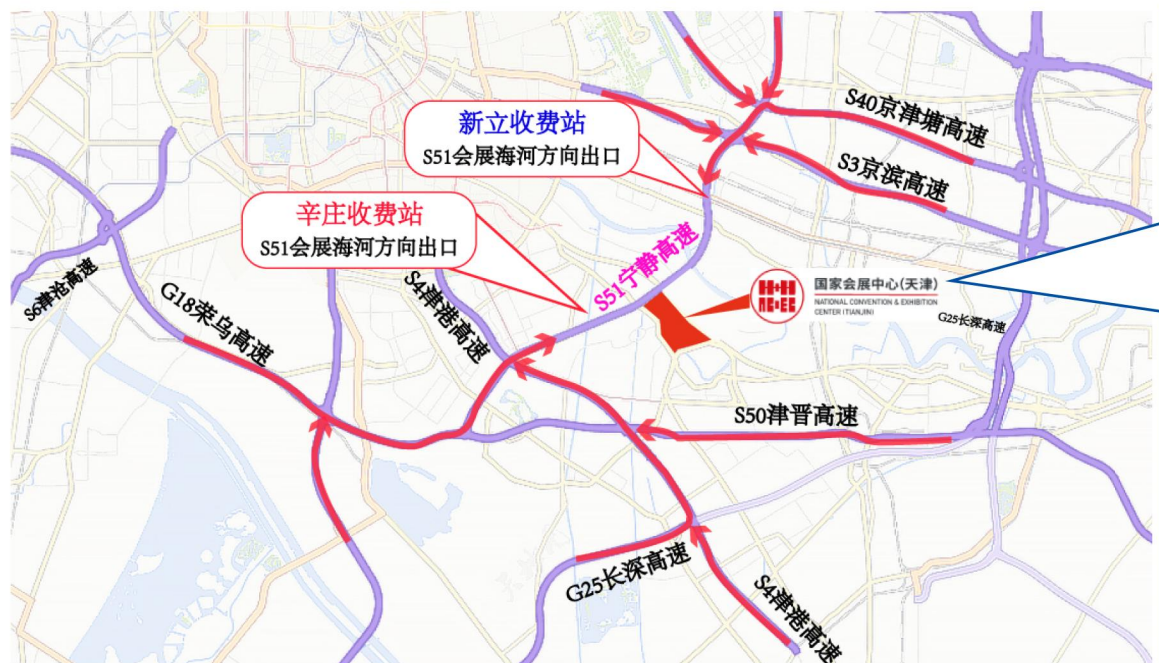 S40京津塘高速
新立收费站
S51会展海河方向出口
S3京滨高速
辛庄收费站
S51会展海河方向出口
S51宁静高速
S6津沧高速
G18荣乌高速
S4津港高速
国家会展中心(天津)
NATIONAL CONVENTION & EXHIBITION
CENTER (TIANJIN)
G25长深高速
S50津晋高速
G25长深高速
S4津港高速